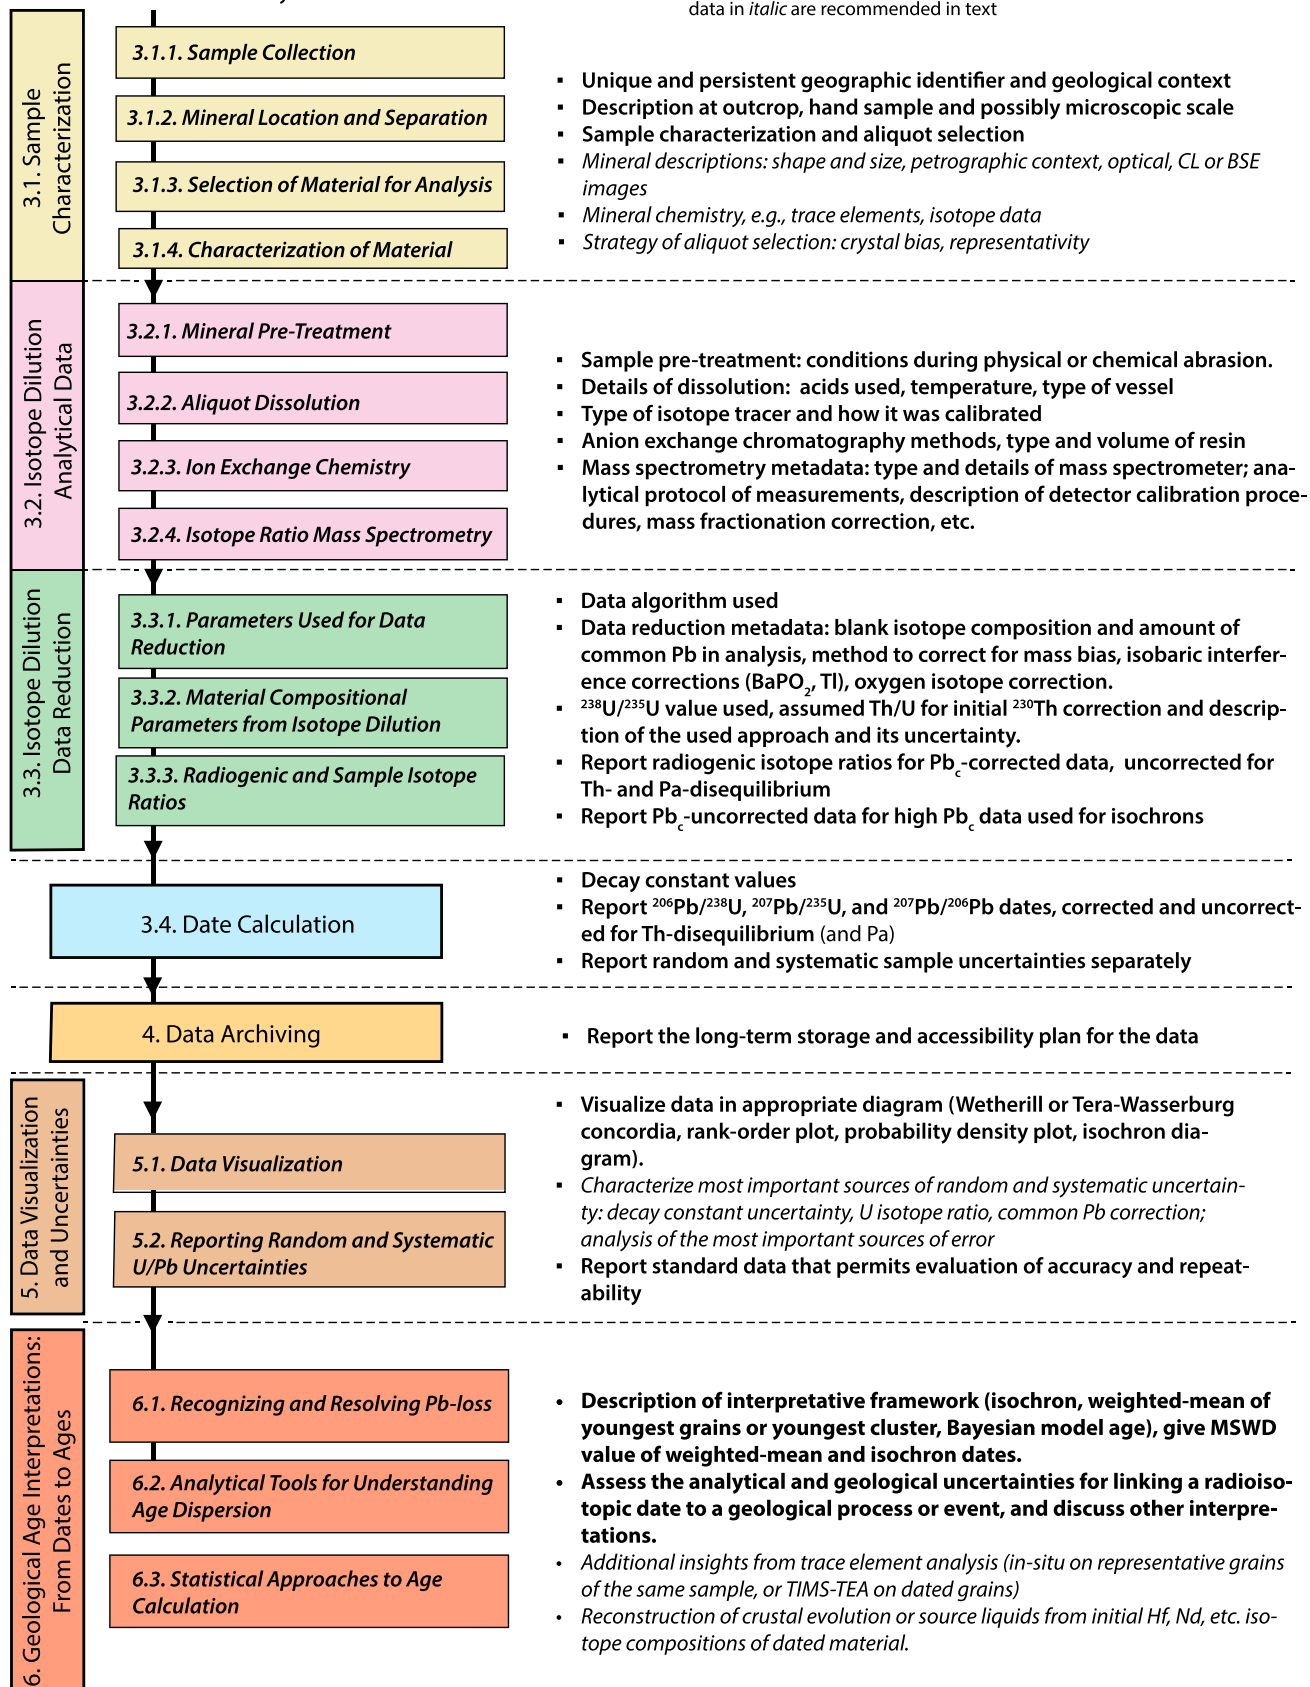 data in italic are recommended in text
3.1. Sample
Characterization
3.1.1. Sample Collection
3.1.2. Mineral Location and Separation
3.1.3. Selection of Material for Analysis
3.1.4. Characterization of Material
▪ Unique and persistent geographic identifier and geological context
▪ Description at outcrop, hand sample and possibly microscopic scale
▪ Sample characterization and aliquot selection
▪ Mineral descriptions: shape and size, petrographic context, optical, CL or BSE
images
▪ Mineral chemistry, e.g., trace elements, isotope data
▪ Strategy of aliquot selection: crystal bias, representativity
3.2. Isotope Dilution
Analytical Data
3.2.1. Mineral Pre-Treatment
3.2.2. Aliquot Dissolution
3.2.3. Ion Exchange Chemistry
3.2.4. Isotope Ratio Mass Spectrometry
▪ Sample pre-treatment: conditions during physical or chemical abrasion.
▪ Details of dissolution: acids used, temperature, type of vessel
▪ Type of isotope tracer and how it was calibrated
▪ Anion exchange chromatography methods, type and volume of resin
▪ Mass spectrometry metadata: type and details of mass spectrometer; ana-
lytical protocol of measurements, description of detector calibration proce-
dures, mass fractionation correction, etc.
3.3. Isotope Dilution
Data Reduction
3.3.1. Parameters Used for Data
Reduction
3.3.2. Material Compositional
Parameters from Isotope Dilution
3.3.3. Radiogenic and Sample Isotope
Ratios
▪ Data algorithm used
▪ Data reduction metadata: blank isotope composition and amount of
common Pb in analysis, method to correct for mass bias, isobaric interfer-
ence corrections (BaPO₂, Tl), oxygen isotope correction.
▪ ²³⁸U/²³⁵U value used, assumed Th/U for initial ²³⁰Th correction and descrip-
tion of the used approach and its uncertainty.
▪ Report radiogenic isotope ratios for Pbc-corrected data, uncorrected for
Th- and Pa-disequilibrium
▪ Report Pbc-uncorrected data for high Pbc data used for isochrons
3.4. Date Calculation
▪ Decay constant values
▪ Report ²⁰⁶Pb/²³⁸U, ²⁰⁷Pb/²³⁵U, and ²⁰⁷Pb/²⁰⁶Pb dates, corrected and uncorrect-
ed for Th-disequilibrium (and Pa)
▪ Report random and systematic sample uncertainties separately
4. Data Archiving
▪ Report the long-term storage and accessibility plan for the data
5. Data Visualization
and Uncertainties
5.1. Data Visualization
5.2. Reporting Random and Systematic
U/Pb Uncertainties
▪ Visualize data in appropriate diagram (Wetherill or Tera-Wasserburg
concordia, rank-order plot, probability density plot, isochron dia-
gram).
▪ Characterize most important sources of random and systematic uncertain-
ty: decay constant uncertainty, U isotope ratio, common Pb correction;
analysis of the most important sources of error
▪ Report standard data that permits evaluation of accuracy and repeat-
ability
6. Geological Age Interpretations:
From Dates to Ages
6.1. Recognizing and Resolving Pb-loss
6.2. Analytical Tools for Understanding
Age Dispersion
6.3. Statistical Approaches to Age
Calculation
• Description of interpretative framework (isochron, weighted-mean of
youngest grains or youngest cluster, Bayesian model age), give MSWD
value of weighted-mean and isochron dates.
• Assess the analytical and geological uncertainties for linking a radioiso-
topic date to a geological process or event, and discuss other interpre-
tations.
• Additional insights from trace element analysis (in-situ on representative grains
of the same sample, or TIMS-TEA on dated grains)
• Reconstruction of crustal evolution or source liquids from initial Hf, Nd, etc. iso-
tope compositions of dated material.